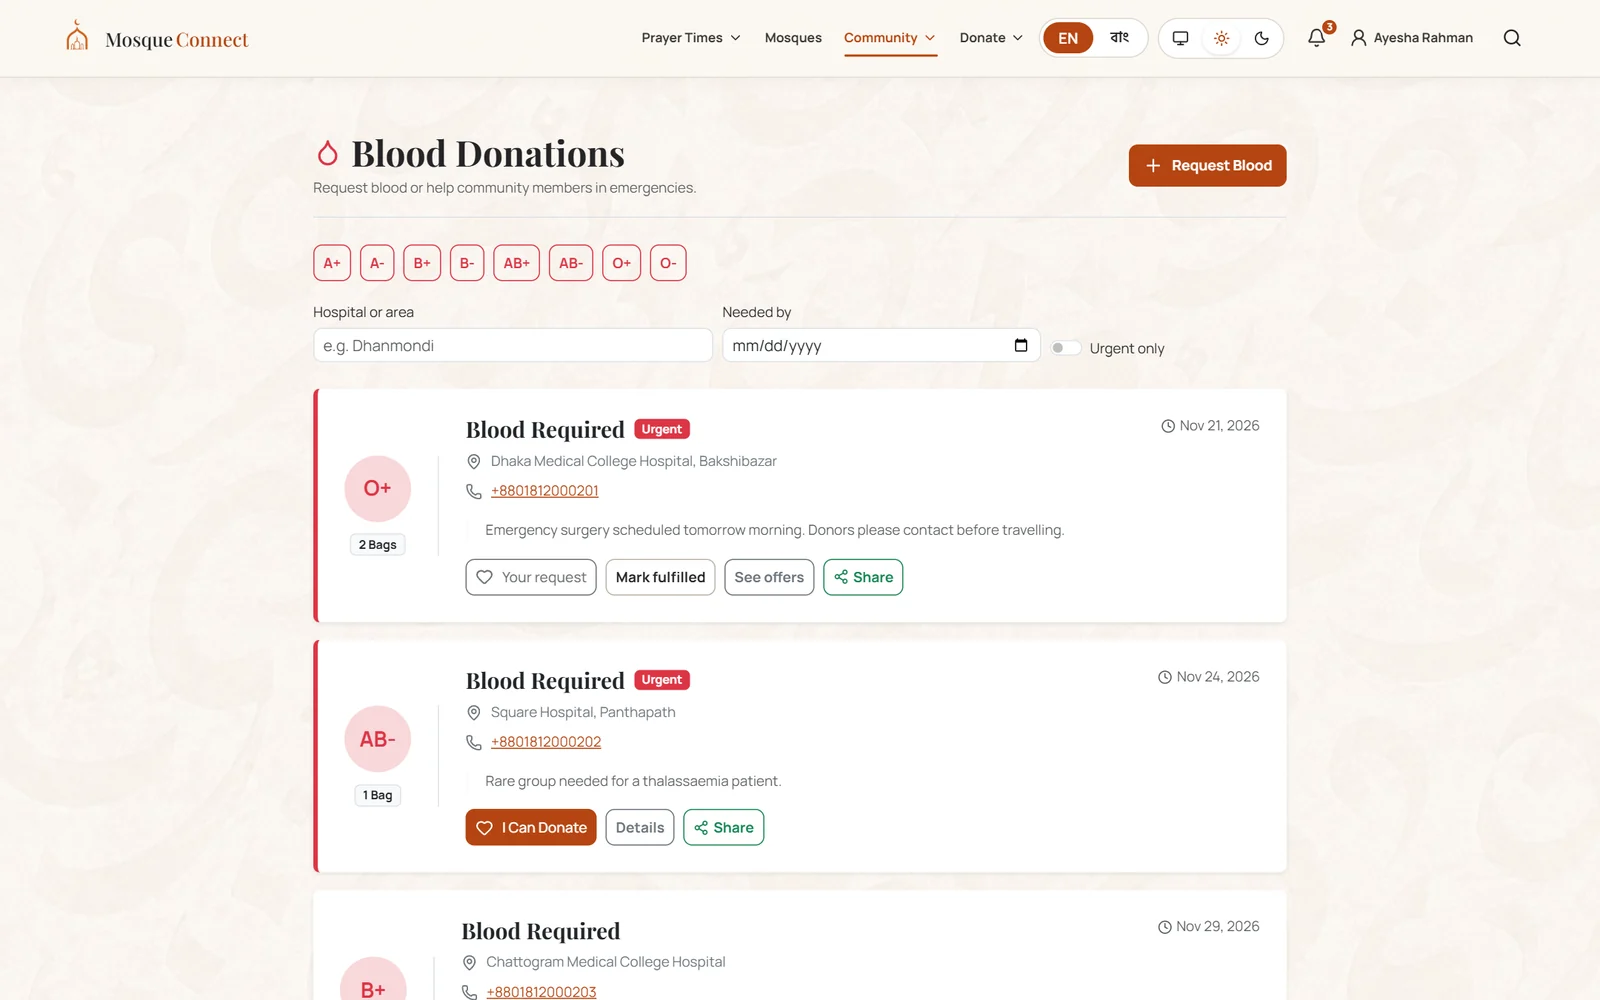 Mosque Connect
Prayer Times
Mosques
Community
Donate
EN
বাং
3
Ayesha Rahman
Blood Donations
Request blood or help community members in emergencies.
Request Blood
A+
A-
B+
B-
AB+
AB-
O+
O-
Hospital or area
Needed by
e.g. Dhanmondi
mm/dd/yyyy
Urgent only
Blood Required
Urgent
Nov 21, 2026
Dhaka Medical College Hospital, Bakshibazar
O+
+8801812000201
Emergency surgery scheduled tomorrow morning. Donors please contact before travelling.
2 Bags
Your request
Mark fulfilled
See offers
Share
Blood Required
Urgent
Nov 24, 2026
Square Hospital, Panthapath
AB-
+8801812000202
Rare group needed for a thalassaemia patient.
1 Bag
I Can Donate
Details
Share
Blood Required
Nov 29, 2026
Chattogram Medical College Hospital
B+
+8801812000203